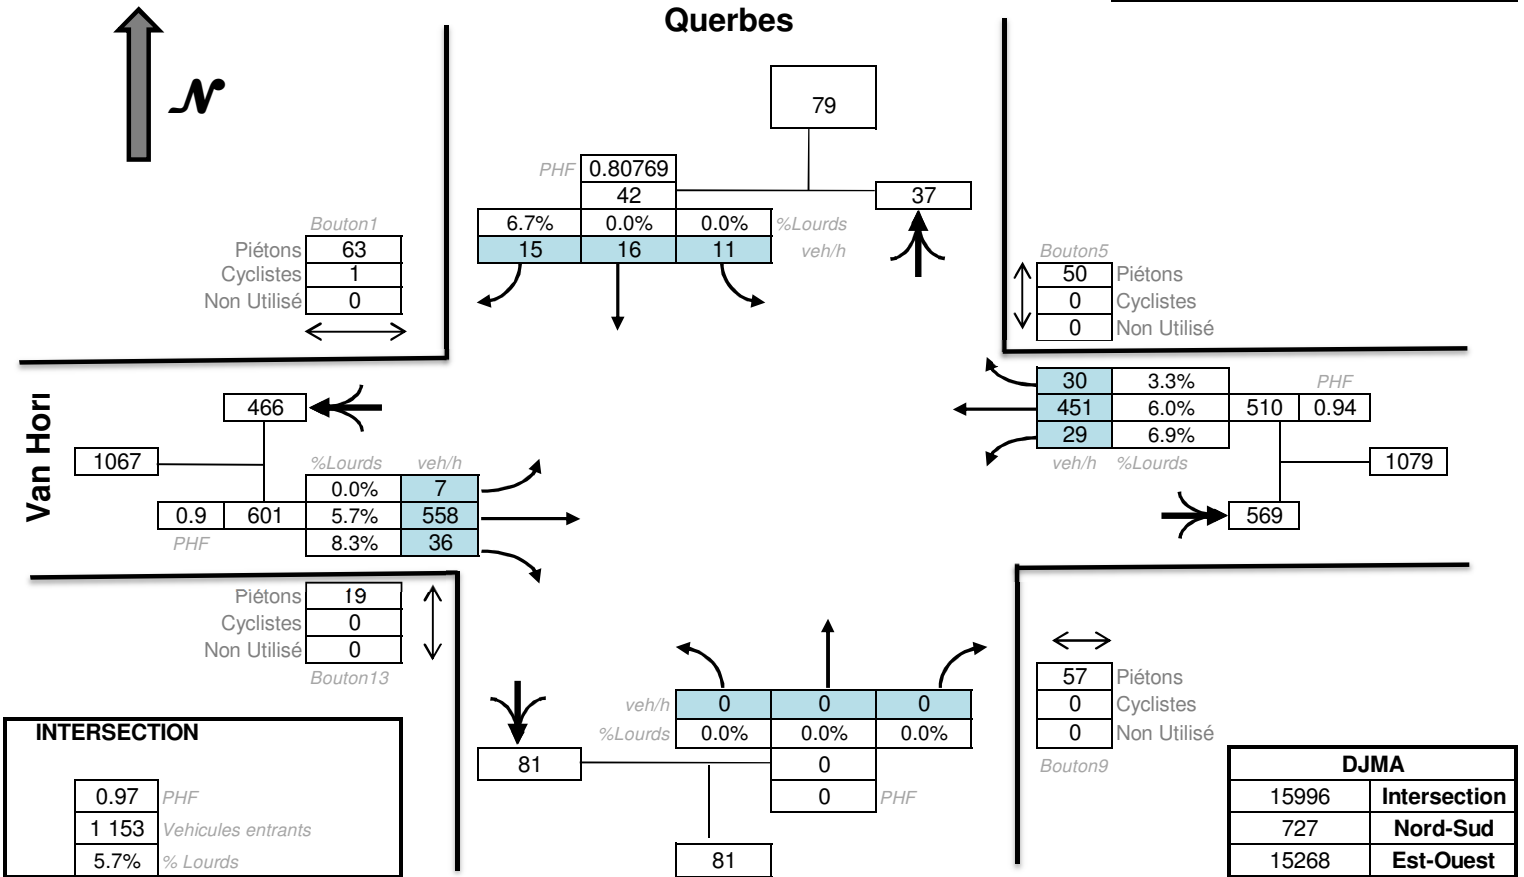 Querbes
N
79
PHF 0.80769
42
37
6.7% 0.0% 0.0% %Lourds
15 16 11 veh/h
Bouton1
Piétons 63
Cyclistes 1
Non Utilisé 0
Bouton5
50 Piétons
0 Cyclistes
0 Non Utilisé
30 3.3% PHF
451 6.0% 510 0.94
29 6.9%
veh/h %Lourds
1079
569
Van Hori
466
1067
%Lourds veh/h
0.0% 7
0.9 601 5.7% 558
PHF 8.3% 36
Piétons 19
Cyclistes 0
Non Utilisé 0
Bouton13
57 Piétons
0 Cyclistes
0 Non Utilisé
Bouton9
veh/h 0 0 0
%Lourds 0.0% 0.0% 0.0%
81 0
0 PHF
81
INTERSECTION
0.97 PHF
1 153 Vehicules entrants
5.7% % Lourds
DJMA
15996 Intersection
727 Nord-Sud
15268 Est-Ouest